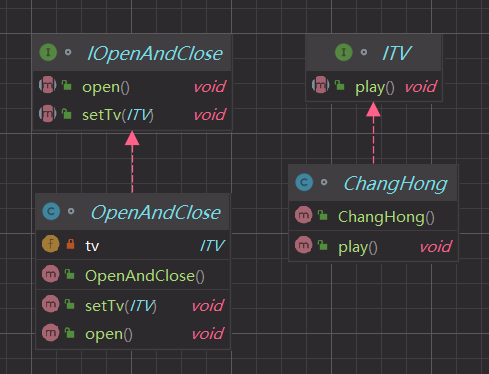 IOpenAndClose
open() void
setTv(ITV) void
ITV
play() void
OpenAndClose
tv ITV
OpenAndClose()
setTv(ITV) void
open() void
ChangHong
ChangHong()
play() void